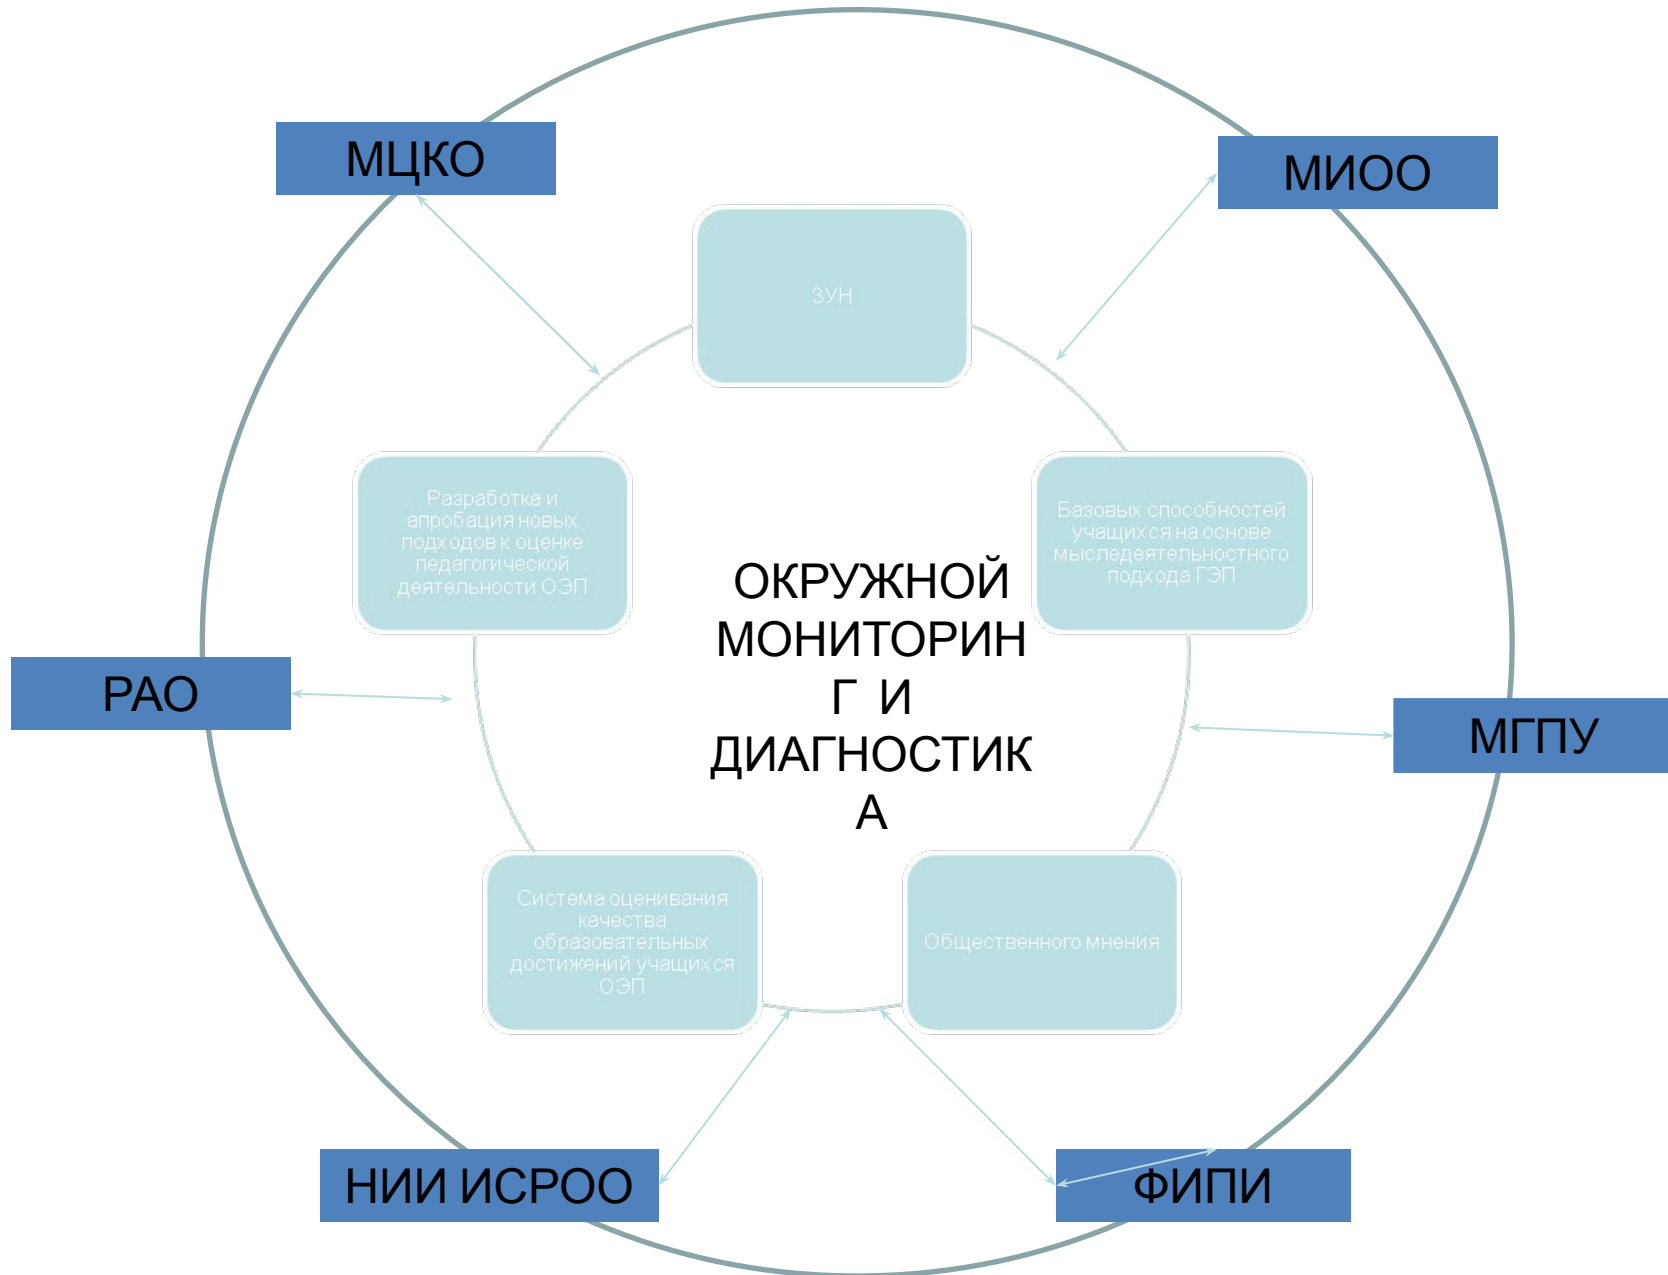 МЦКО
МИОО
ЗУН
Разработка и
апробация новых
подходов к оценке
педагогической
деятельности ОЭП
Базовых способностей
учащихся на основе
мыследеятельностного
подхода ГЭП
ОКРУЖНОЙ
МОНИТОРИН
Г И
ДИАГНОСТИК
А
РАО
МГПУ
Система оценивания
качества
образовательных
достижений учащихся
ОЭП
Общественного мнения
НИИ ИСРОО
ФИПИ